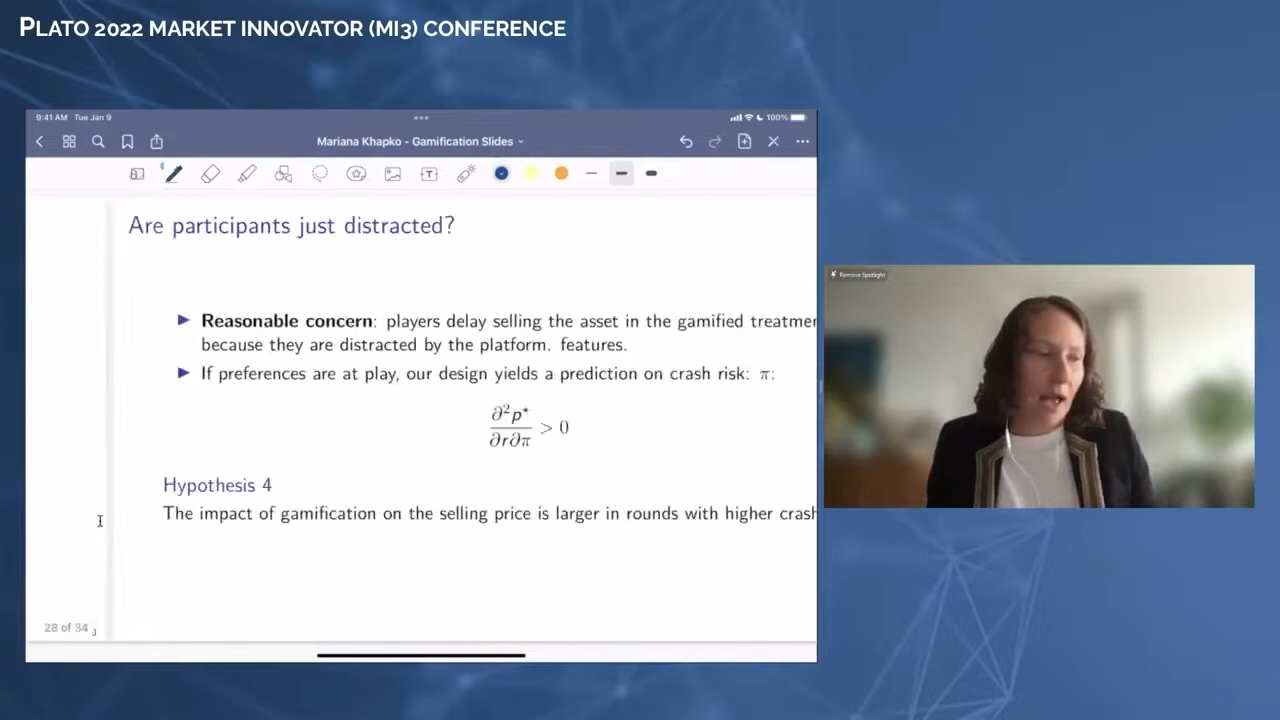 PLATO 2022 MARKET INNOVATOR (MI3) CONFERENCE
9:41 AM Tue Jan 9
100%
Mariana Khapko - Gamification Slides
Are participants just distracted?
Reasonable concern: players delay selling the asset in the gamified treatmen
because they are distracted by the platform. features.
If preferences are at play, our design yields a prediction on crash risk: π:
∂²p⋆
∂r∂π > 0
Hypothesis 4
The impact of gamification on the selling price is larger in rounds with higher crash
28 of 34
Remove Spotlight